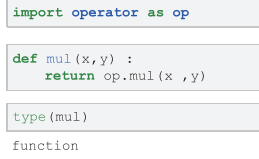 import operator as op
def mul(x,y) :
    return op.mul(x ,y)
type(mul)
function